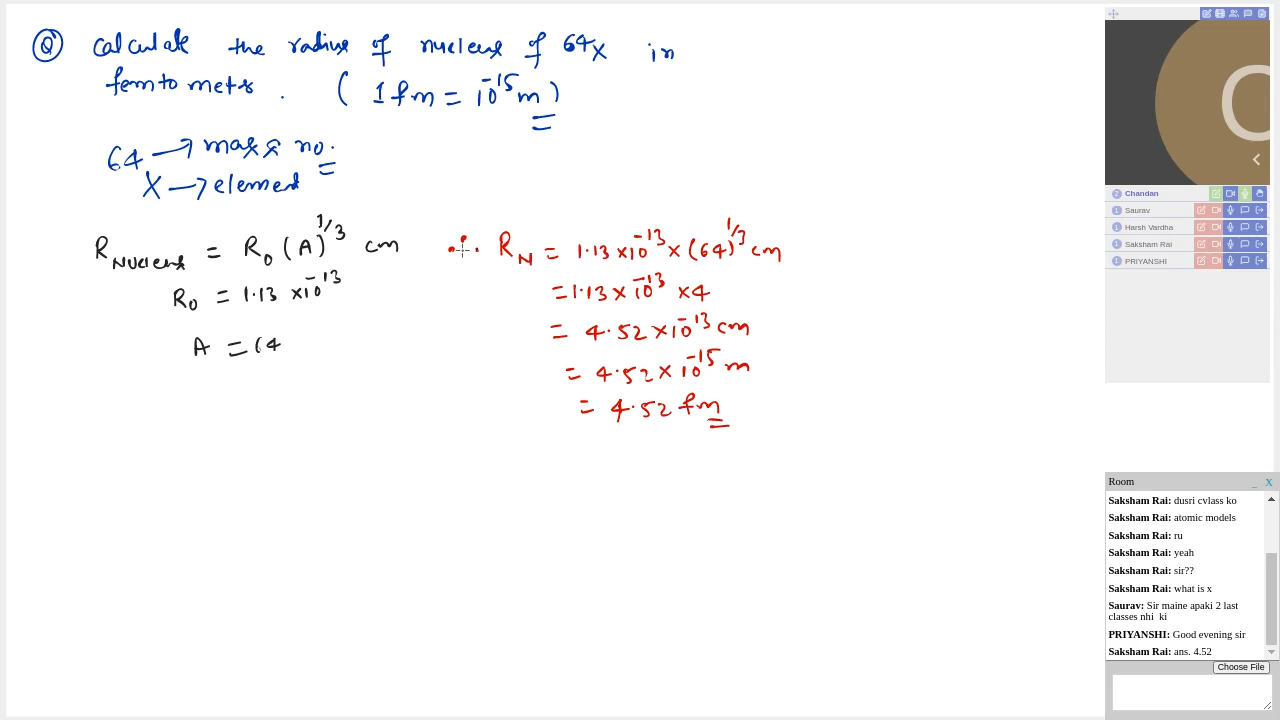 Q calculate the radius of nucleus of 64X in
femto meters. ( 1 fm = 10^-15 m )
64 → mass no.
X → element
R_Nucleus = R_0 (A)^1/3 cm
R_0 = 1.13 × 10^-13
A = 64
∴ R_N = 1.13 × 10^-13 × (64)^1/3 cm
= 1.13 × 10^-13 × 4
= 4.52 × 10^-13 cm
= 4.52 × 10^-15 m
= 4.52 fm
C
Chandan
Saurav
Harsh Vardha
Saksham Rai
PRIYANSHI
Room _ X
Saksham Rai: dusri cvlass ko
Saksham Rai: atomic models
Saksham Rai: ru
Saksham Rai: yeah
Saksham Rai: sir??
Saksham Rai: what is x
Saurav: Sir maine apaki 2 last
classes nhi ki
PRIYANSHI: Good evening sir
Saksham Rai: ans. 4.52
Choose File